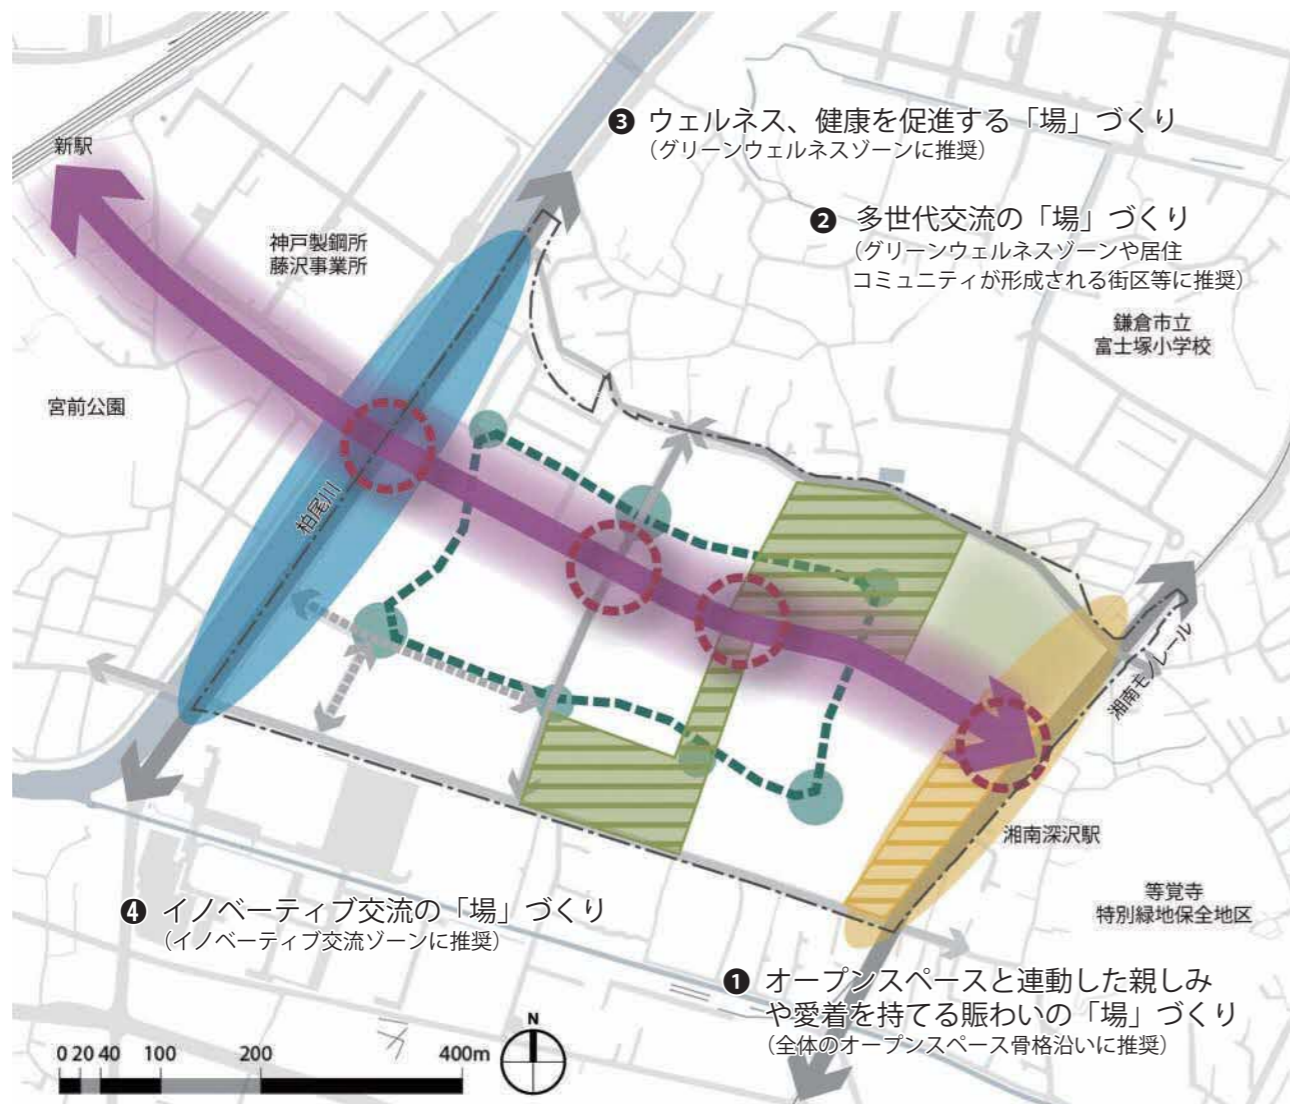 ❸ ウェルネス、健康を促進する「場」づくり
（グリーンウェルネスゾーンに推奨）
新駅
❷ 多世代交流の「場」づくり
（グリーンウェルネスゾーンや居住
コミュニティが形成される街区等に推奨）
神戸製鋼所
藤沢事業所
鎌倉市立
富士塚小学校
宮前公園
柏尾川
湘南モノレール
湘南深沢駅
等覚寺
特別緑地保全地区
❹ イノベーティブ交流の「場」づくり
（イノベーティブ交流ゾーンに推奨）
❶ オープンスペースと連動した親しみ
や愛着を持てる賑わいの「場」づくり
（全体のオープンスペース骨格沿いに推奨）
N
0 20 40 100 200 400m